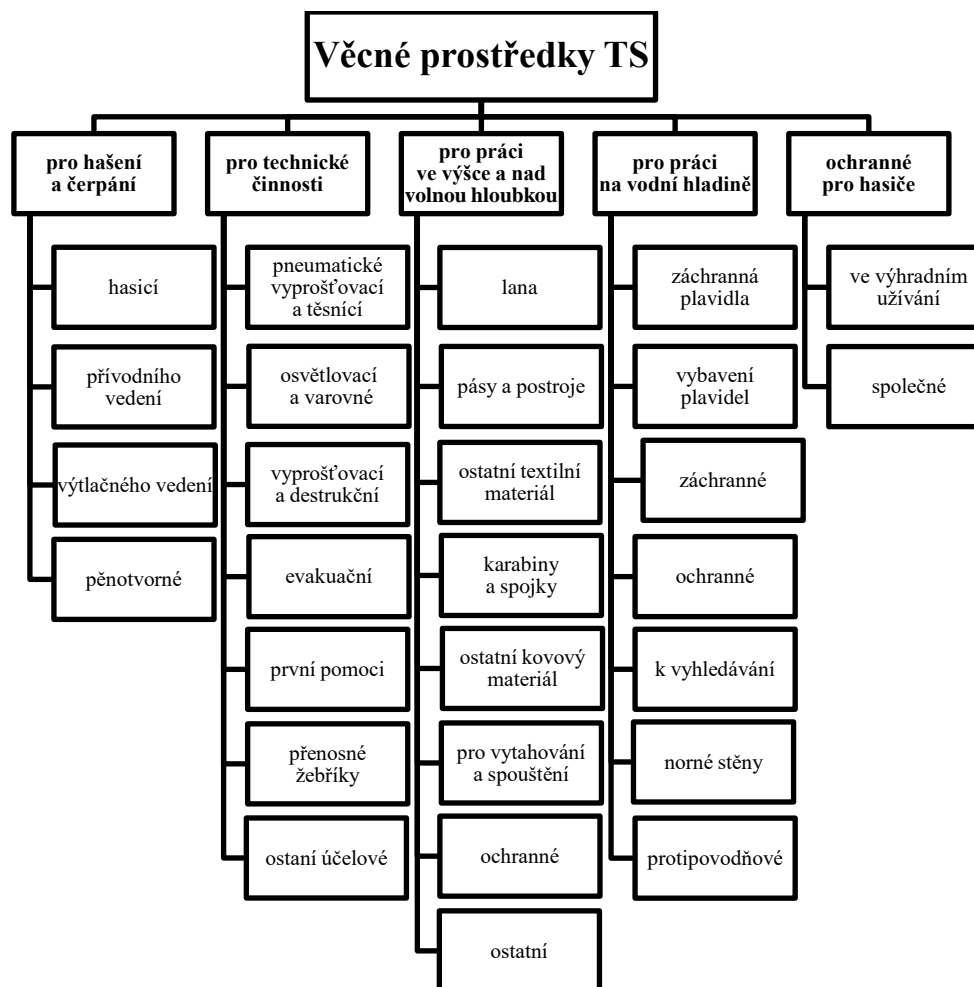 Věcné prostředky TS
pro hašení
a čerpání
hasicí
přívodního
vedení
výtlačného vedení
pěnotvorné
pro technické
činnosti
pneumatické
vyprošťovací
a těsnící
osvětlovací
a varovné
vyprošťovací
a destrukční
evakuační
první pomoci
přenosné
žebříky
ostaní účelové
pro práci
ve výšce a nad
volnou hloubkou
lana
pásy a postroje
ostatní textilní
materiál
karabiny
a spojky
ostatní kovový
materiál
pro vytahování
a spouštění
ochranné
ostatní
pro práci
na vodní hladině
záchranná
plavidla
vybavení
plavidel
záchranné
ochranné
k vyhledávání
norné stěny
protipovodňové
ochranné
pro hasiče
ve výhradním
užívání
společné